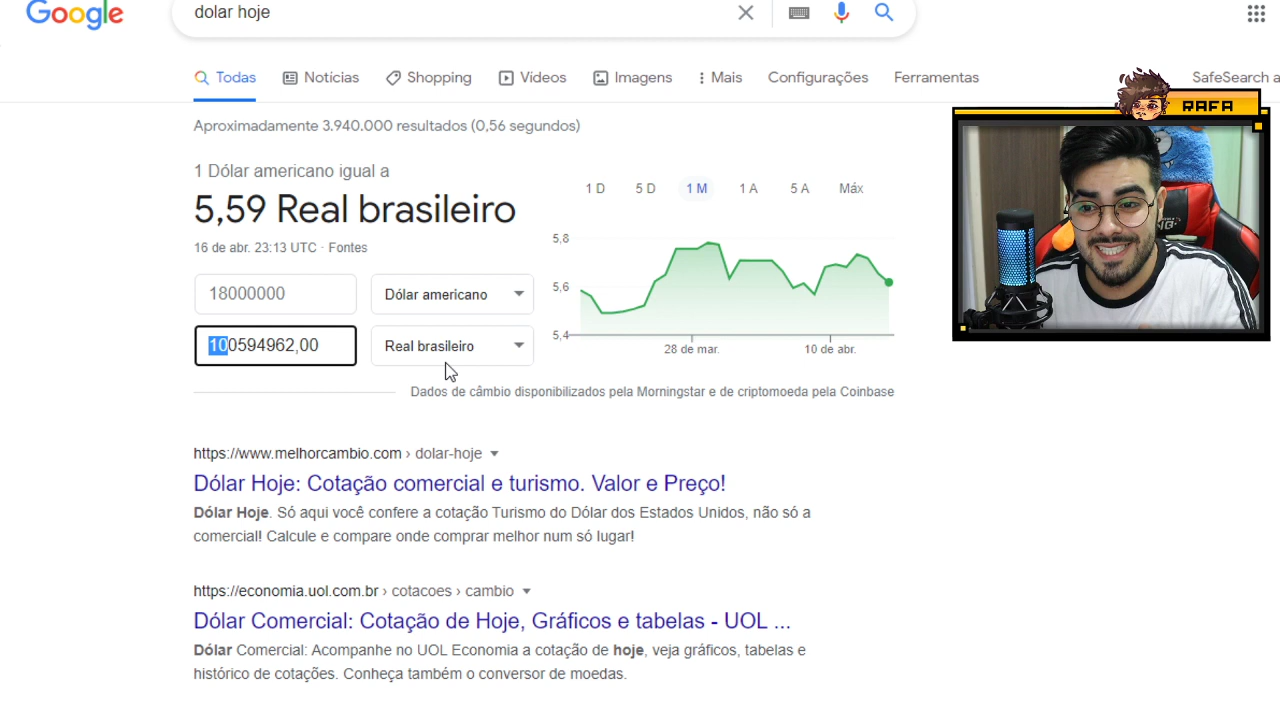 Google
dolar hoje
Todas Notícias Shopping Vídeos Imagens Mais Configurações Ferramentas SafeSearch a
Aproximadamente 3.940.000 resultados (0,56 segundos)
RAFA
1 Dólar americano igual a
5,59 Real brasileiro
16 de abr. 23:13 UTC · Fontes
1 D 5 D 1 M 1 A 5 A Máx
18000000 Dólar americano
100594962,00 Real brasileiro
5,8
5,6
5,4
28 de mar. 10 de abr.
Dados de câmbio disponibilizados pela Morningstar e de criptomoeda pela Coinbase
https://www.melhorcambio.com › dolar-hoje
Dólar Hoje: Cotação comercial e turismo. Valor e Preço!
Dólar Hoje. Só aqui você confere a cotação Turismo do Dólar dos Estados Unidos, não só a
comercial! Calcule e compare onde comprar melhor num só lugar!
https://economia.uol.com.br › cotacoes › cambio
Dólar Comercial: Cotação de Hoje, Gráficos e tabelas - UOL ...
Dólar Comercial: Acompanhe no UOL Economia a cotação de hoje, veja gráficos, tabelas e
histórico de cotações. Conheça também o conversor de moedas.